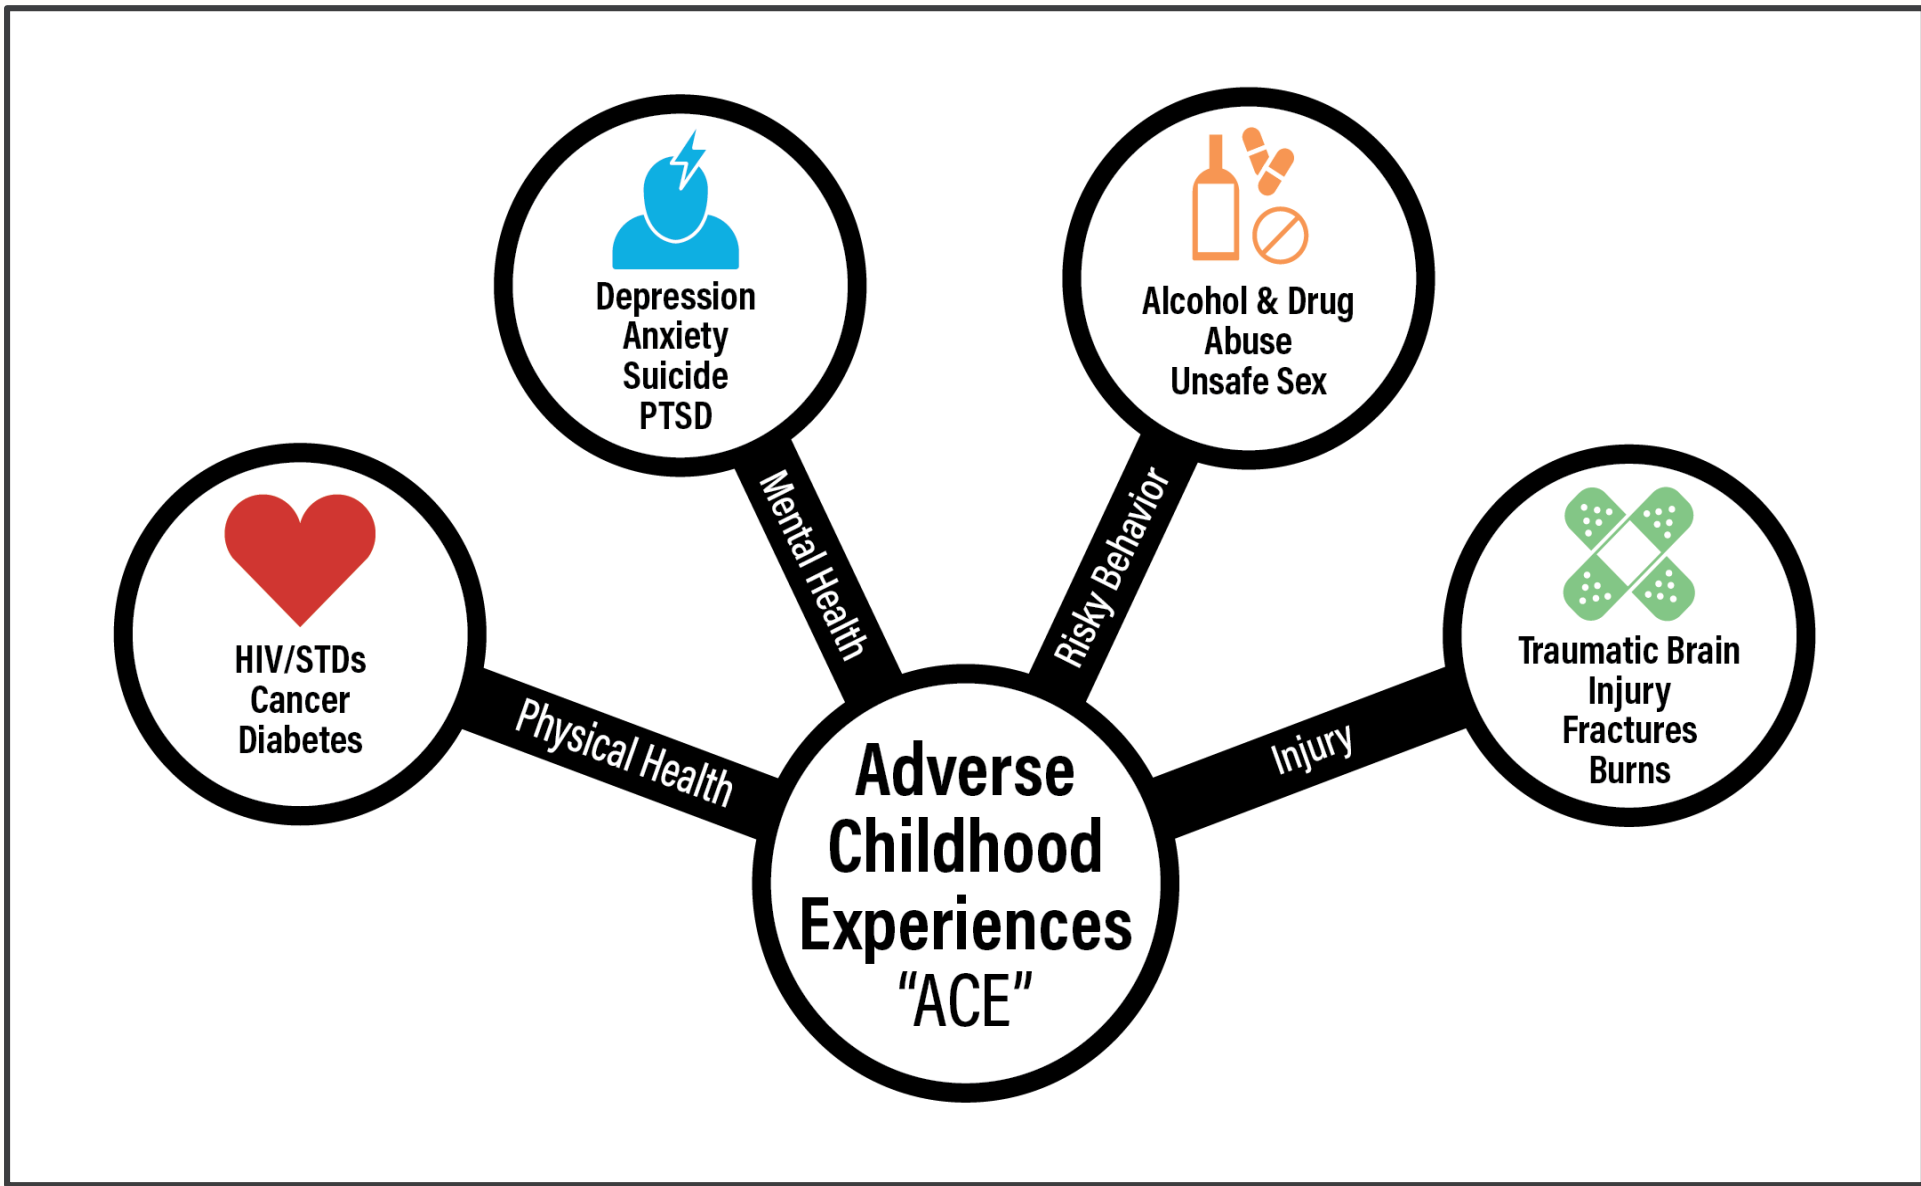 Depression
Anxiety
Suicide
PTSD
Alcohol & Drug
Abuse
Unsafe Sex
HIV/STDs
Cancer
Diabetes
Traumatic Brain
Injury
Fractures
Burns
Physical Health
Mental Health
Risky Behavior
Injury
Adverse
Childhood
Experiences
“ACE”